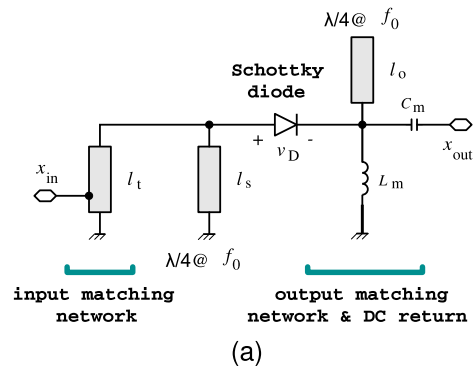 λ/4@ f0
lo
Schottky
diode
Cm
+ vD -
xout
xin
lt
ls
Lm
λ/4@ f0
input matching
network
output matching
network & DC return
(a)